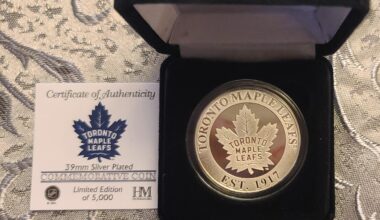 Certificate of Authenticity
TORONTO
MAPLE
LEAFS
39mm Silver Plated
COMMEMORATIVE COIN
Limited Edition
of 5,000
HM
TORONTO MAPLE LEAFS
TORONTO
MAPLE
LEAFS
EST. 1917